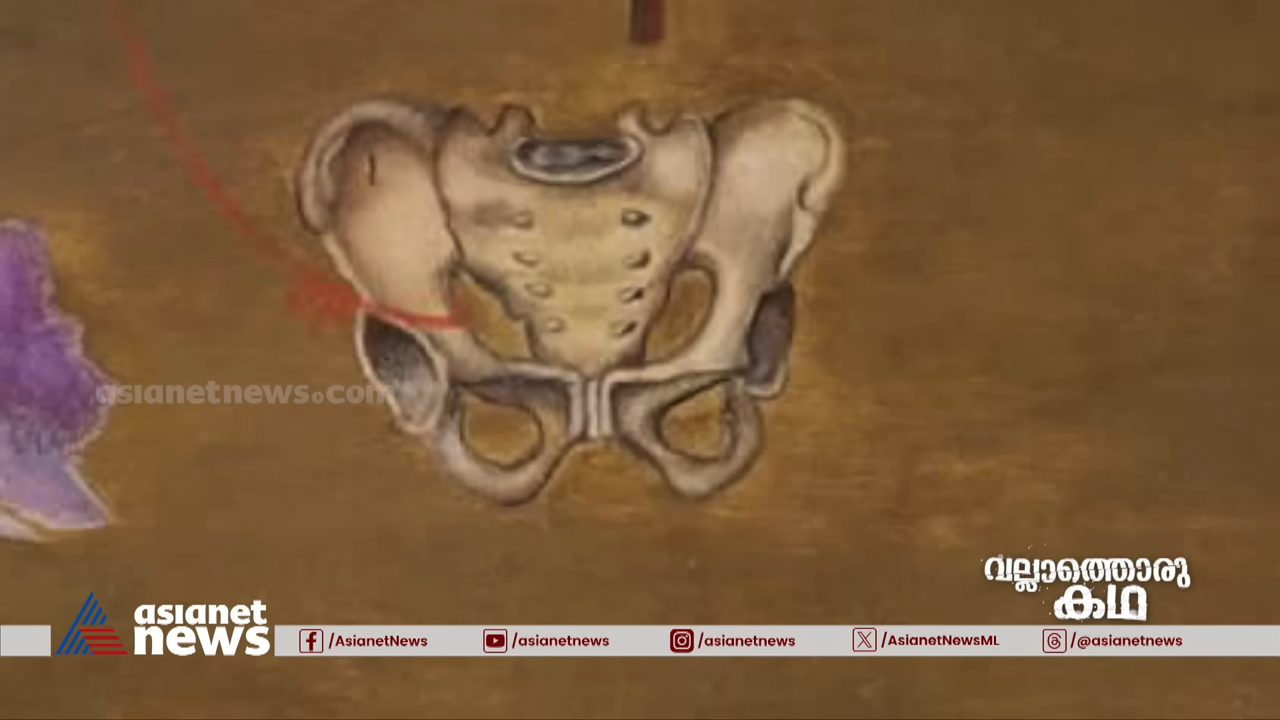 asianetnews.com
വല്ലാത്തൊരു
കഥ
asianet
news
/AsianetNews
/asianetnews
/asianetnews
/AsianetNewsML
/@asianetnews